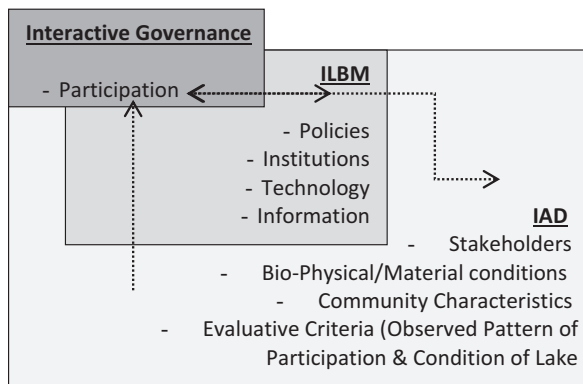 Interactive Governance
- Participation
ILBM
- Policies
- Institutions
- Technology
- Information
IAD
- Stakeholders
- Bio-Physical/Material conditions
- Community Characteristics
- Evaluative Criteria (Observed Pattern of
Participation & Condition of Lake